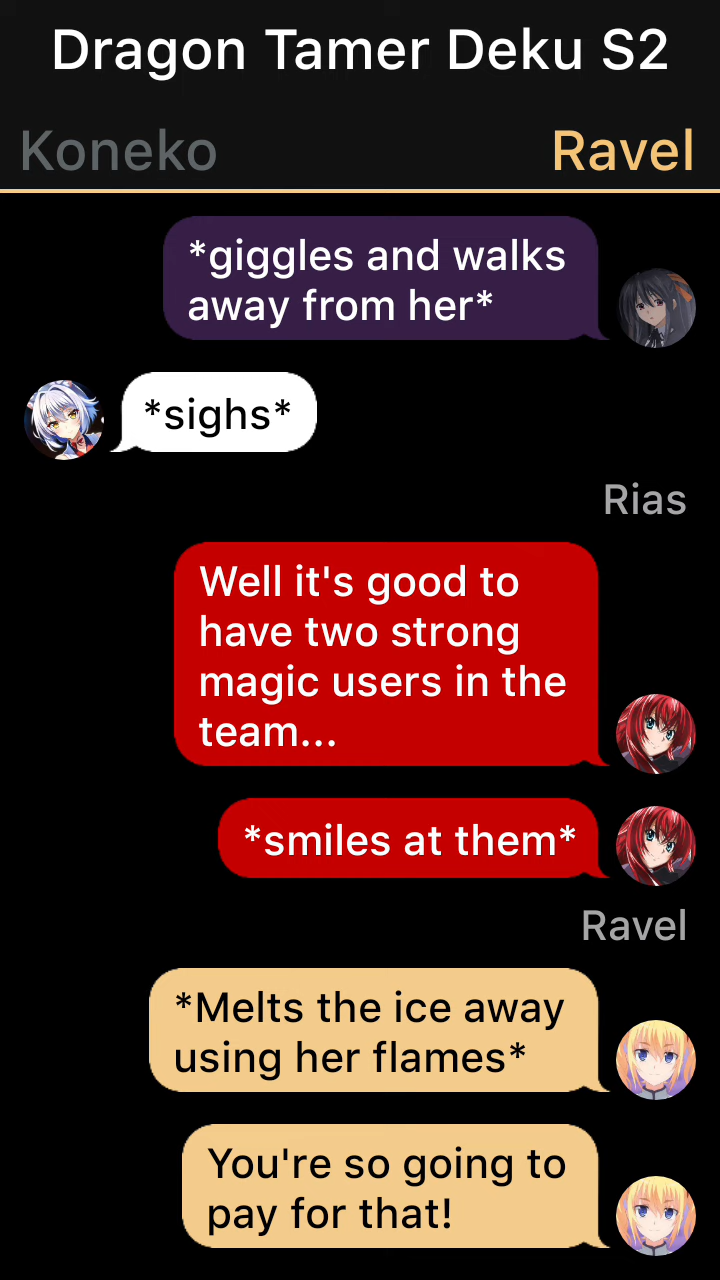 Dragon Tamer Deku S2
Koneko
Ravel
*giggles and walks
away from her*
*sighs*
Rias
Well it's good to
have two strong
magic users in the
team...
*smiles at them*
Ravel
*Melts the ice away
using her flames*
You're so going to
pay for that!